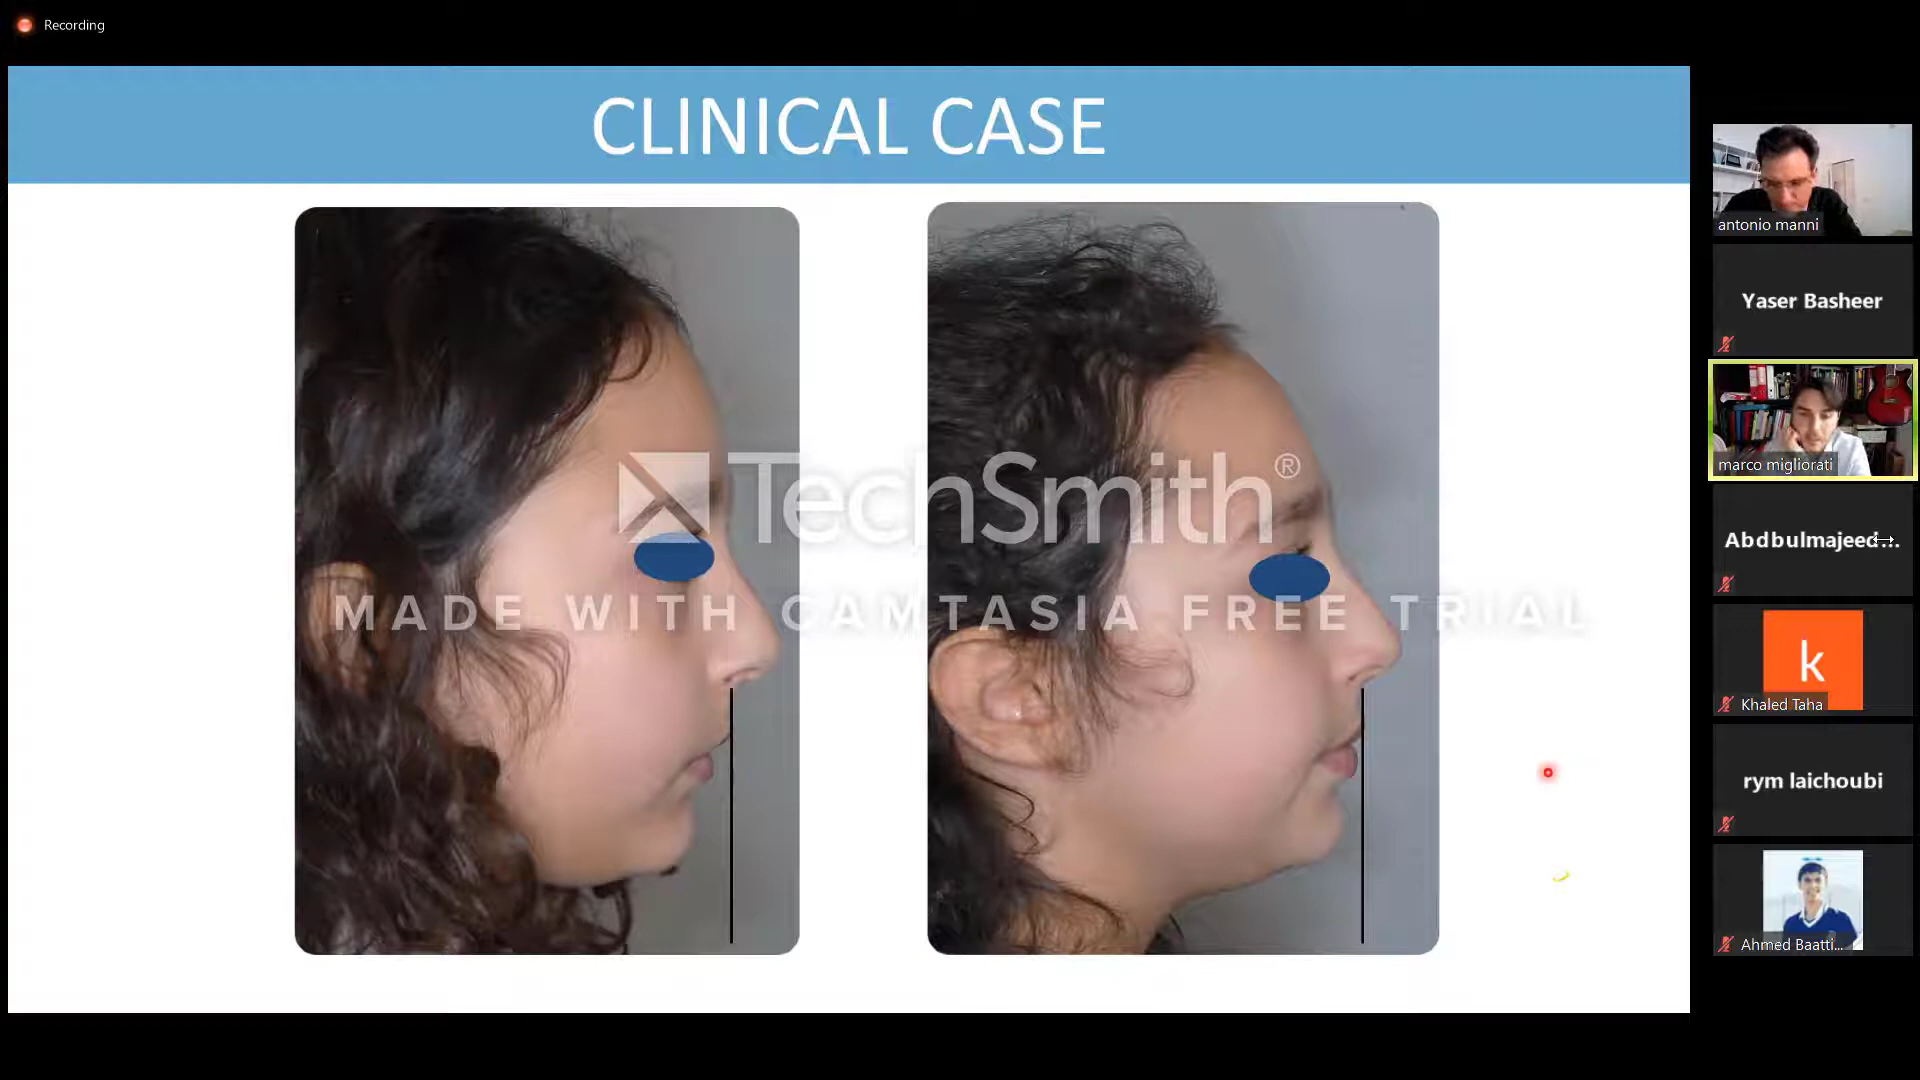 Recording
CLINICAL CASE
TechSmith®
MADE WITH CAMTASIA FREE TRIAL
antonio manni
Yaser Basheer
marco migliorati
Abdbulmajeed...
k
Khaled Taha
rym laichoubi
Ahmed Baatti...